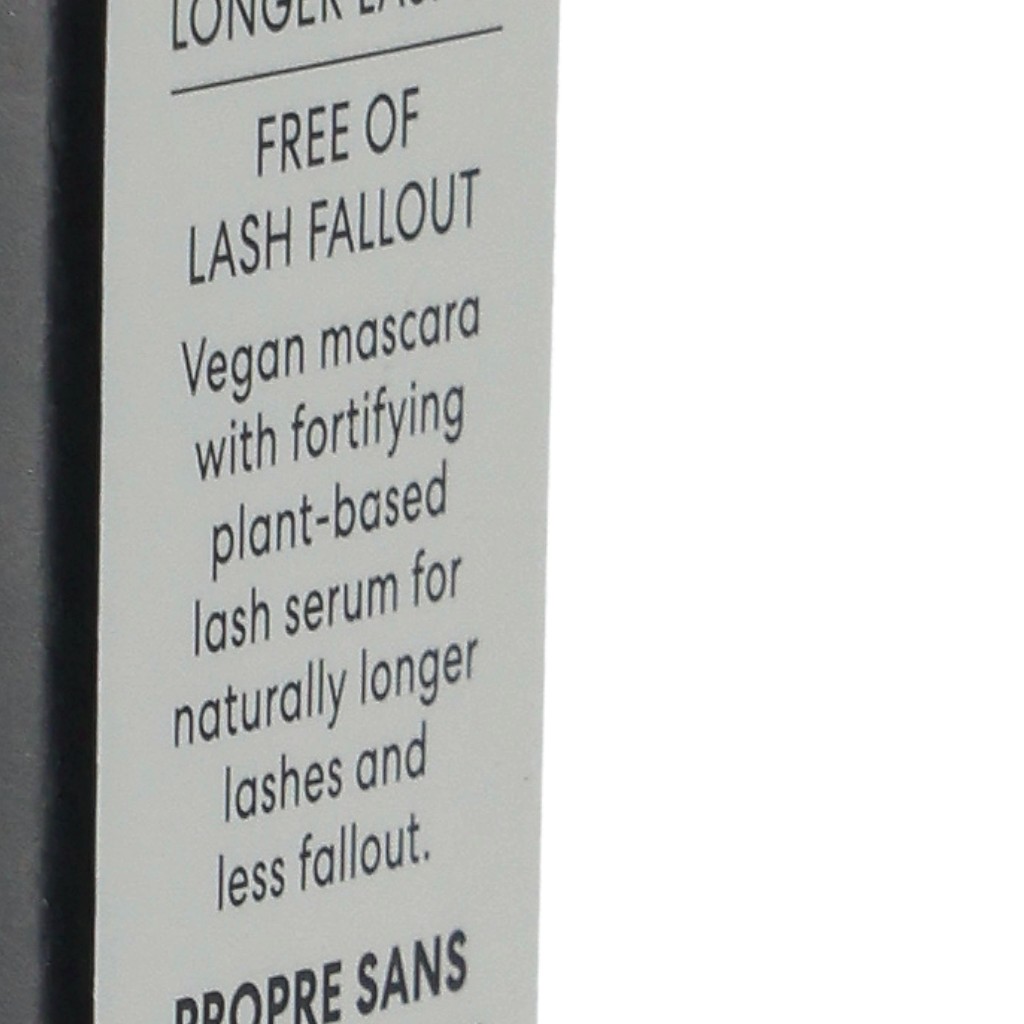 LONGER
FREE OF
LASH FALLOUT
Vegan mascara
with fortifying
plant-based
lash serum for
naturally longer
lashes and
less fallout.
PROPRE SANS